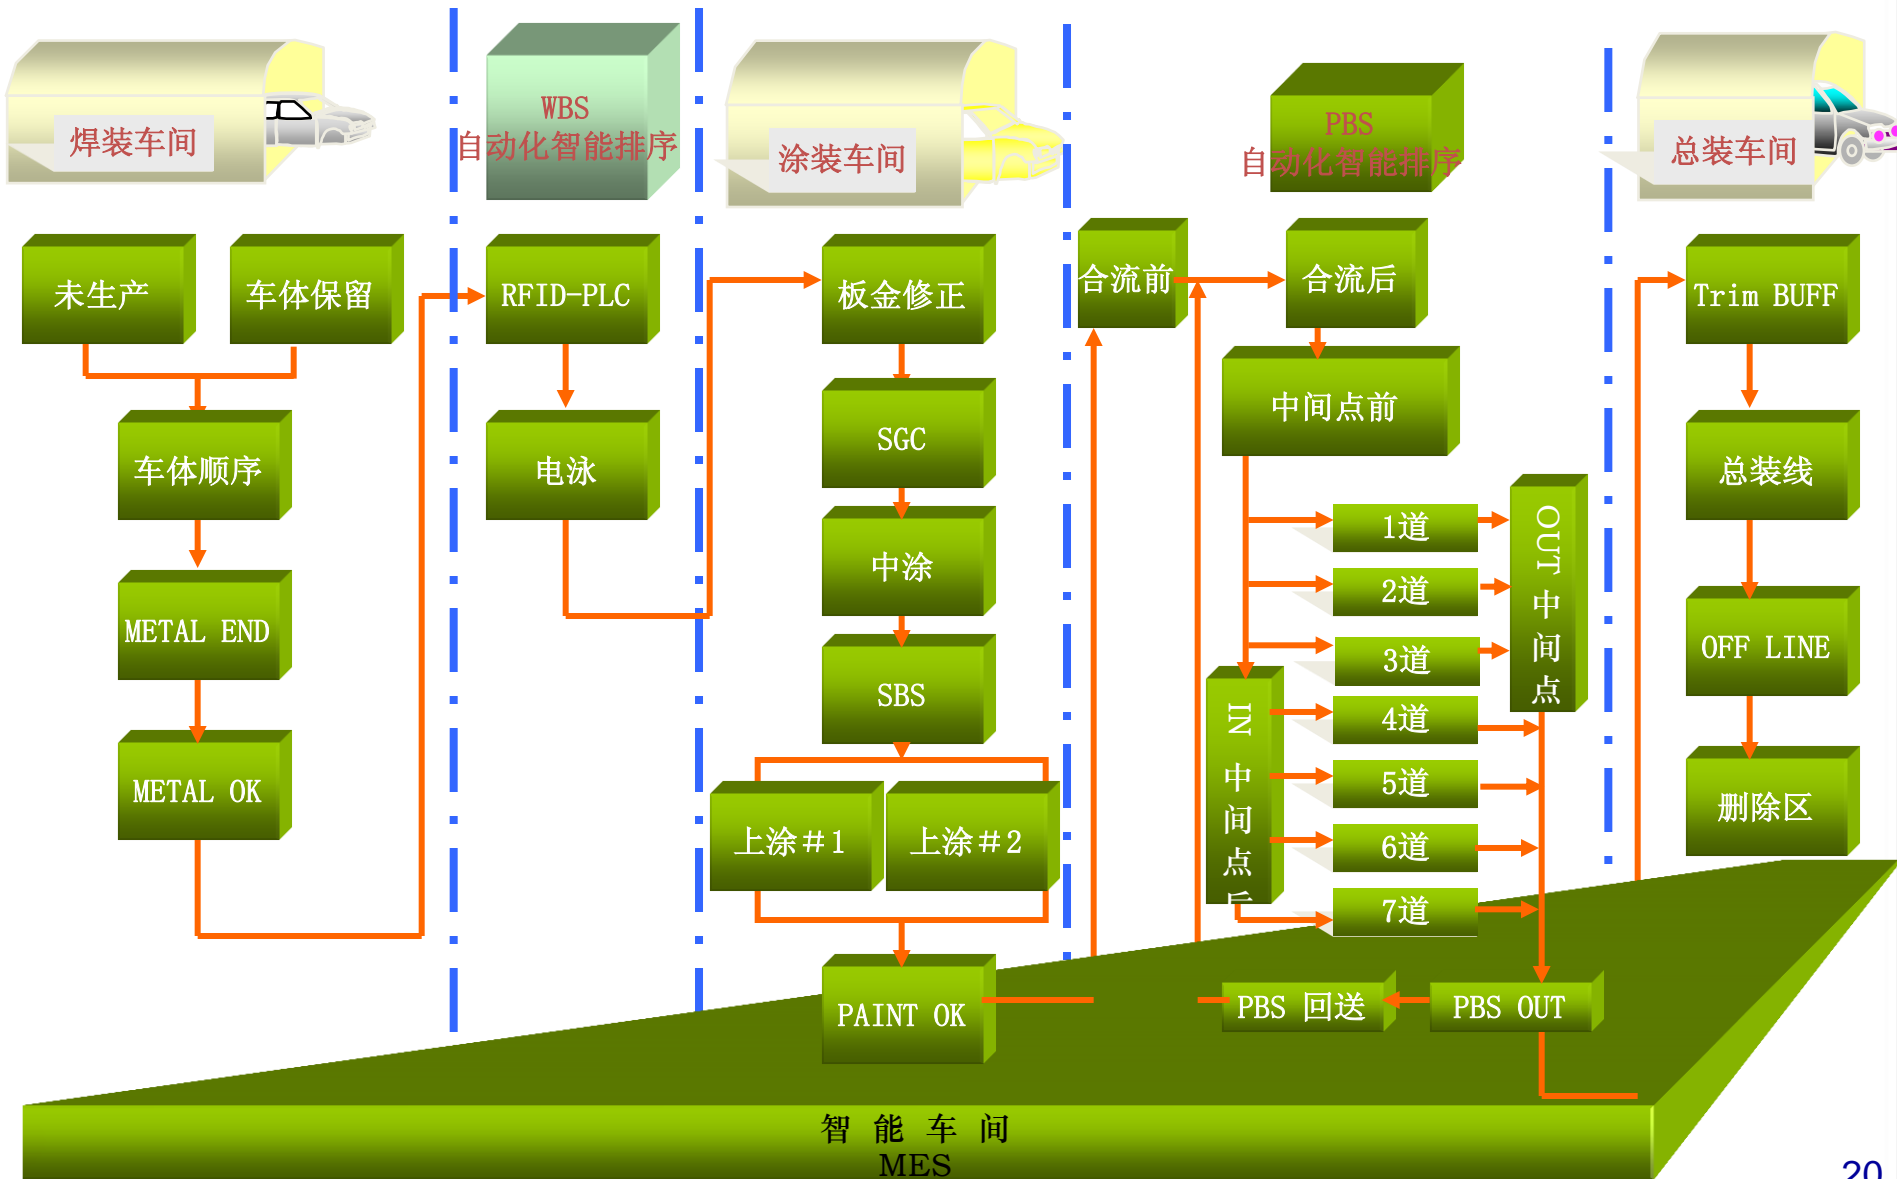 焊装车间
WBS
自动化智能排序
涂装车间
PBS
自动化智能排序
总装车间
未生产
车体保留
车体顺序
METAL END
METAL OK
RFID-PLC
电泳
板金修正
SGC
中涂
SBS
上涂＃1
上涂＃2
PAINT OK
合流前
合流后
中间点前
1道
2道
3道
4道
5道
6道
7道
IN 中间点后
OUT 中间点
PBS 回送
PBS OUT
Trim BUFF
总装线
OFF LINE
删除区
智 能 车 间
MES
20